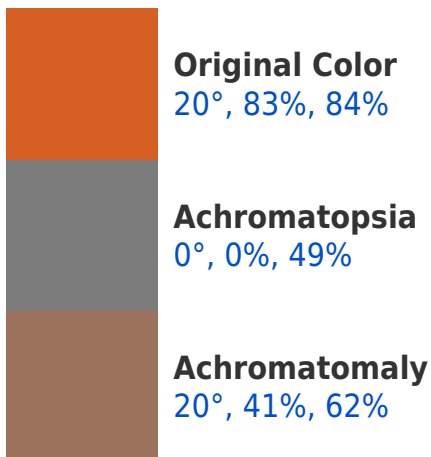 Original Color
20°, 83%, 84%
Achromatopsia
0°, 0%, 49%
Achromatomaly
20°, 41%, 62%